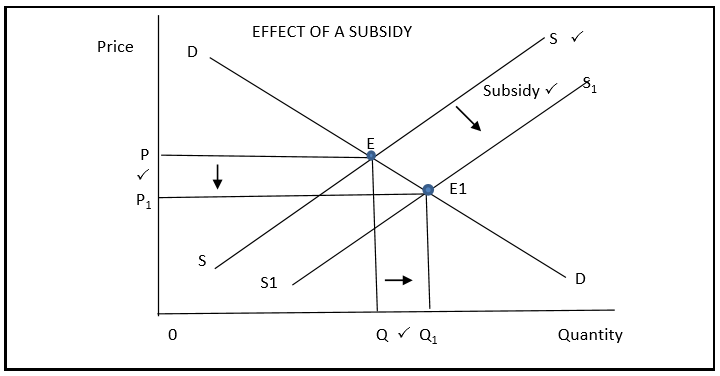 EFFECT OF A SUBSIDY
Price
D
S ✓
Subsidy ✓
S₁
P
✓
P₁
E
E1
S
S1
D
0
Q ✓ Q₁
Quantity